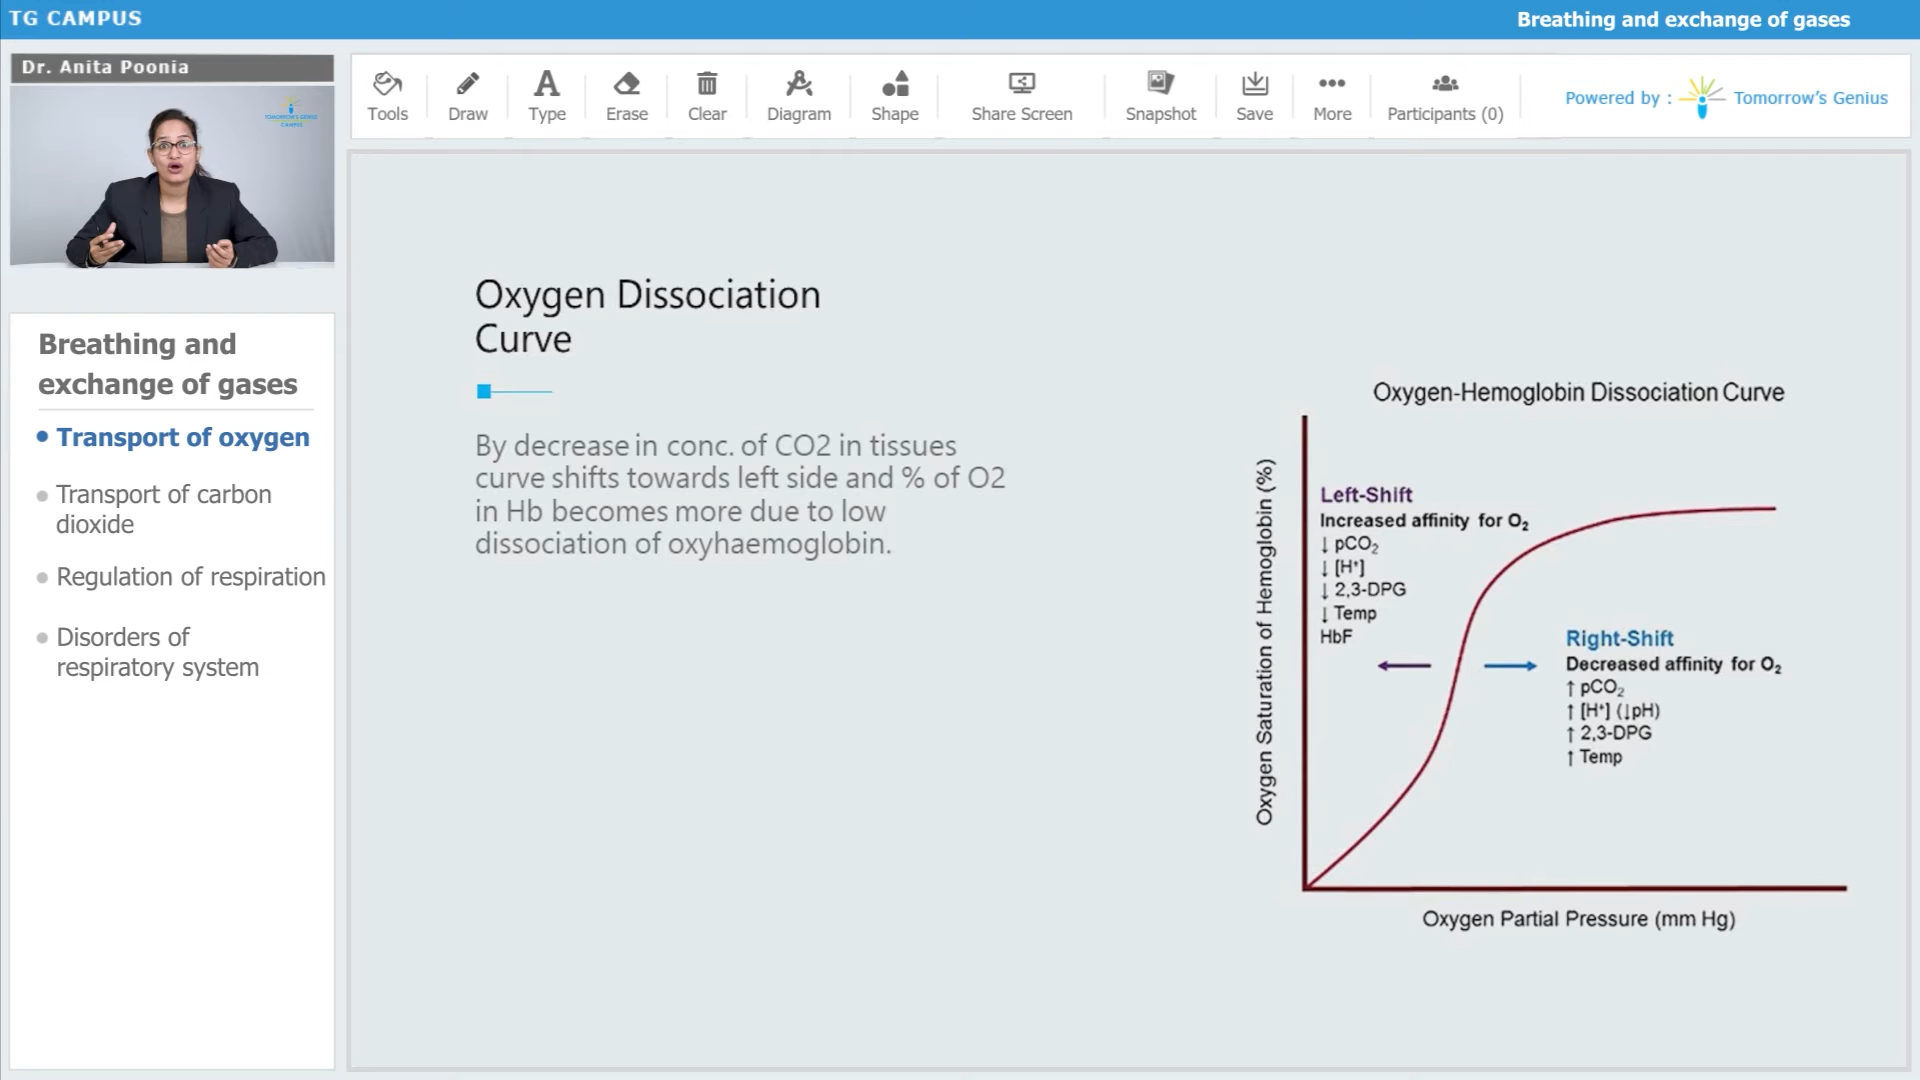 TG CAMPUS
Breathing and exchange of gases
Dr. Anita Poonia
TOMORROW'S GENIUS
CAMPUS
Tools
Draw
Type
Erase
Clear
Diagram
Shape
Share Screen
Snapshot
Save
More
Participants (0)
Powered by :
Tomorrow's Genius
Breathing and
exchange of gases
Transport of oxygen
Transport of carbon
dioxide
Regulation of respiration
Disorders of
respiratory system
Oxygen Dissociation
Curve
By decrease in conc. of CO2 in tissues
curve shifts towards left side and % of O2
in Hb becomes more due to low
dissociation of oxyhaemoglobin.
Oxygen-Hemoglobin Dissociation Curve
Oxygen Saturation of Hemoglobin (%)
Left-Shift
Increased affinity for O₂
↓ pCO₂
↓ [H⁺]
↓ 2,3-DPG
↓ Temp
HbF
Right-Shift
Decreased affinity for O₂
↑ pCO₂
↑ [H⁺] (↓pH)
↑ 2,3-DPG
↑ Temp
Oxygen Partial Pressure (mm Hg)